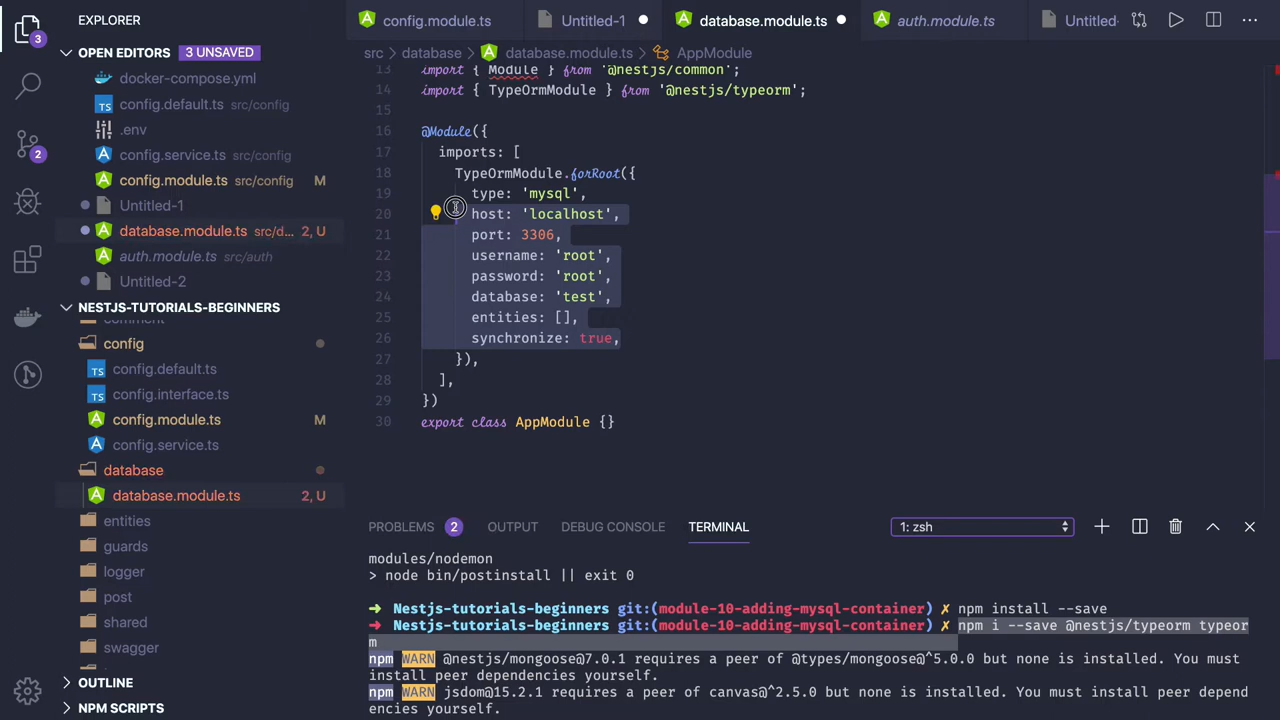 EXPLORER
config.module.ts
Untitled-1
database.module.ts
auth.module.ts
Untitled-
3
OPEN EDITORS
3 UNSAVED
src
database
database.module.ts
AppModule
docker-compose.yml
TS config.default.ts src/config
.env
config.service.ts src/config
config.module.ts src/config M
Untitled-1
database.module.ts src/d... 2, U
auth.module.ts src/auth
Untitled-2
2
NESTJS-TUTORIALS-BEGINNERS
comment
config
TS config.default.ts
TS config.interface.ts
config.module.ts M
config.service.ts
database
database.module.ts 2, U
entities
guards
logger
post
shared
swagger
OUTLINE
NPM SCRIPTS
13 import { Module } from '@nestjs/common';
14 import { TypeOrmModule } from '@nestjs/typeorm';
15
16 @Module({
17 imports: [
18 TypeOrmModule.forRoot({
19 type: 'mysql',
20 host: 'localhost',
21 port: 3306,
22 username: 'root',
23 password: 'root',
24 database: 'test',
25 entities: [],
26 synchronize: true,
27 }),
28 ],
29 })
30 export class AppModule {}
PROBLEMS 2 OUTPUT DEBUG CONSOLE TERMINAL 1: zsh
modules/nodemon
> node bin/postinstall || exit 0
➜ Nestjs-tutorials-beginners git:(module-10-adding-mysql-container) ✗ npm install --save
➜ Nestjs-tutorials-beginners git:(module-10-adding-mysql-container) ✗ npm i --save @nestjs/typeorm typeor
m
npm WARN @nestjs/mongoose@7.0.1 requires a peer of @types/mongoose@^5.0.0 but none is installed. You must
install peer dependencies yourself.
npm WARN jsdom@15.2.1 requires a peer of canvas@^2.5.0 but none is installed. You must install peer depend
encies yourself.